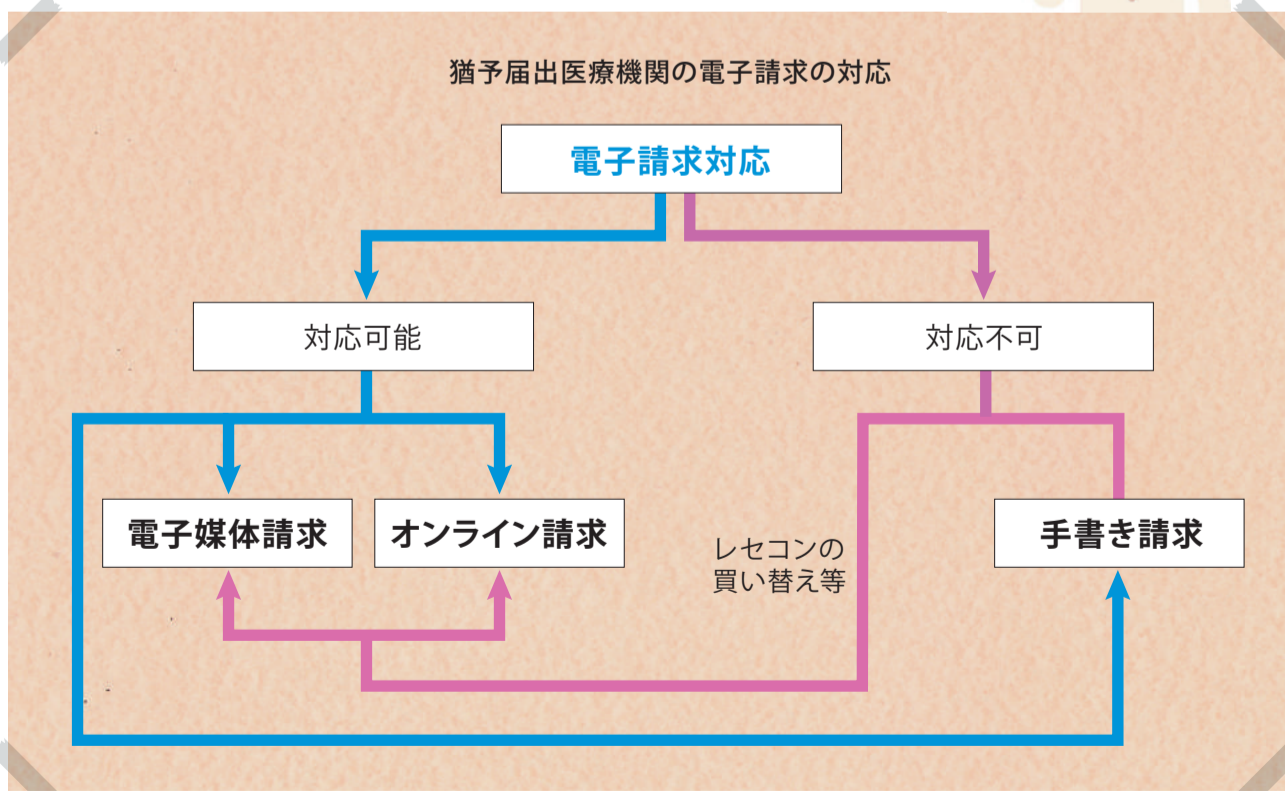 猶予届出医療機関の電子請求の対応
電子請求対応
対応可能
対応不可
電子媒体請求
オンライン請求
レセコンの
買い替え等
手書き請求